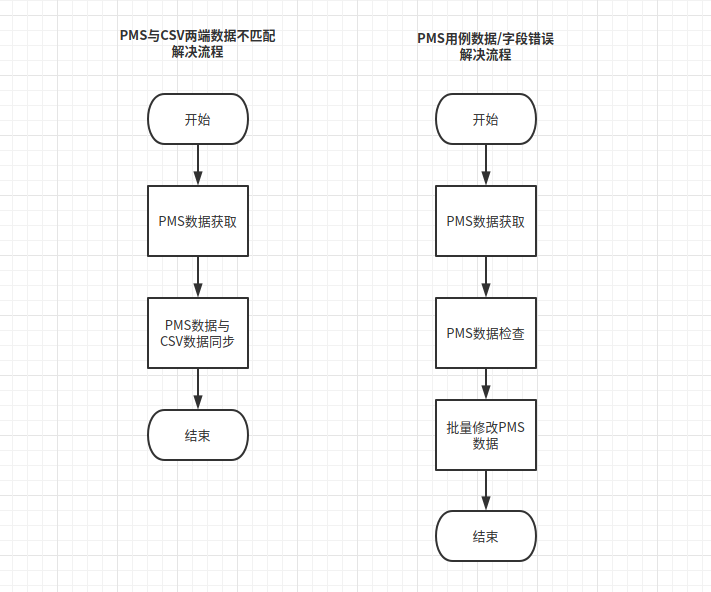 PMS与CSV两端数据不匹配
解决流程
开始
PMS数据获取
PMS数据与
CSV数据同步
结束
PMS用例数据/字段错误
解决流程
开始
PMS数据获取
PMS数据检查
批量修改PMS
数据
结束